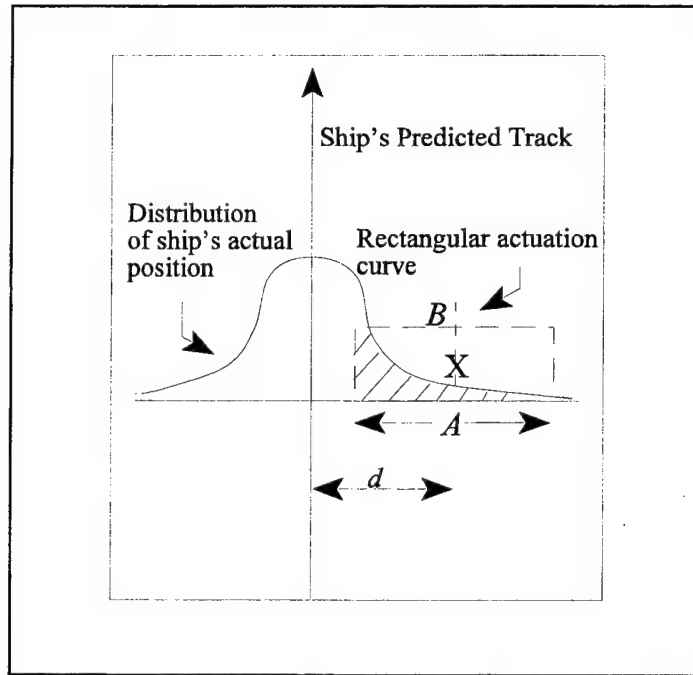 Ship's Predicted Track
Distribution
of ship's actual
position
Rectangular actuation
curve
B
X
A
d